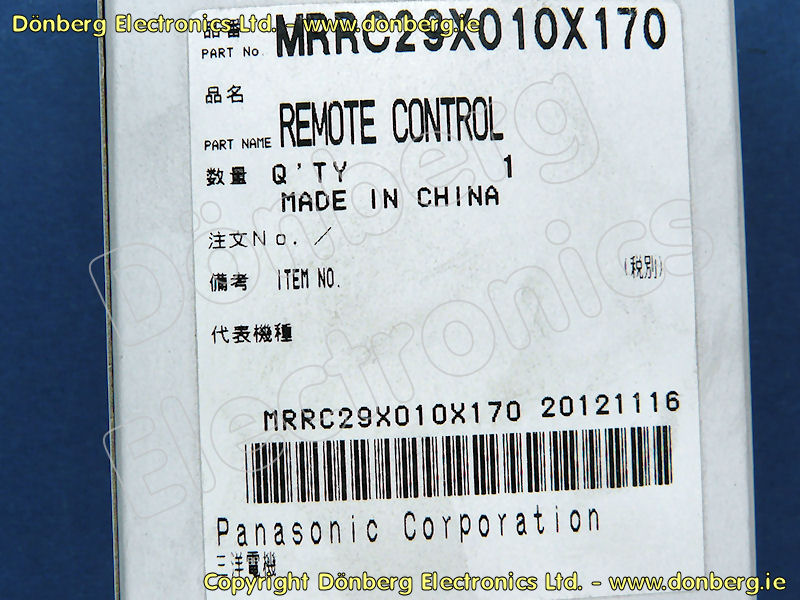 Dönberg Electronics Ltd. - www.donberg.ie
品番
PART No. MRRC29X010X170
品名
PART NAME REMOTE CONTROL
数量 Q'TY 1
MADE IN CHINA
注文No. /
備考 ITEM NO. (税別)
代表機種
MRRC29X010X170 20121116
Panasonic Corporation
三洋電機
Dönberg
Electronics
Copyright Dönberg Electronics Ltd. - www.donberg.ie